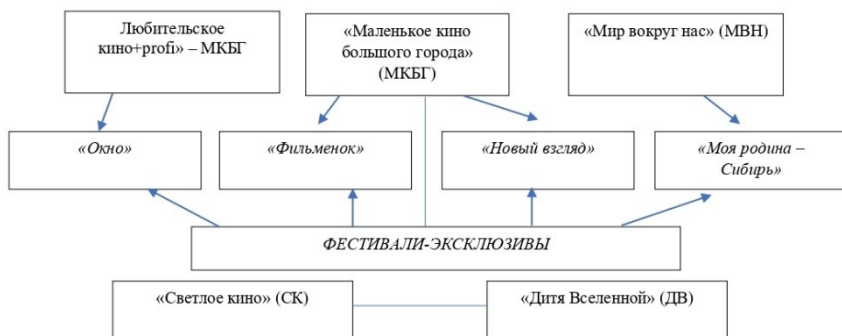 Любительское
кино+profi» – МКБГ
«Маленькое кино
большого города»
(МКБГ)
«Мир вокруг нас» (МВН)
«Окно»
«Фильменок»
«Новый взгляд»
«Моя родина –
Сибирь»
ФЕСТИВАЛИ-ЭКСКЛЮЗИВЫ
«Светлое кино» (СК)
«Дитя Вселенной» (ДВ)